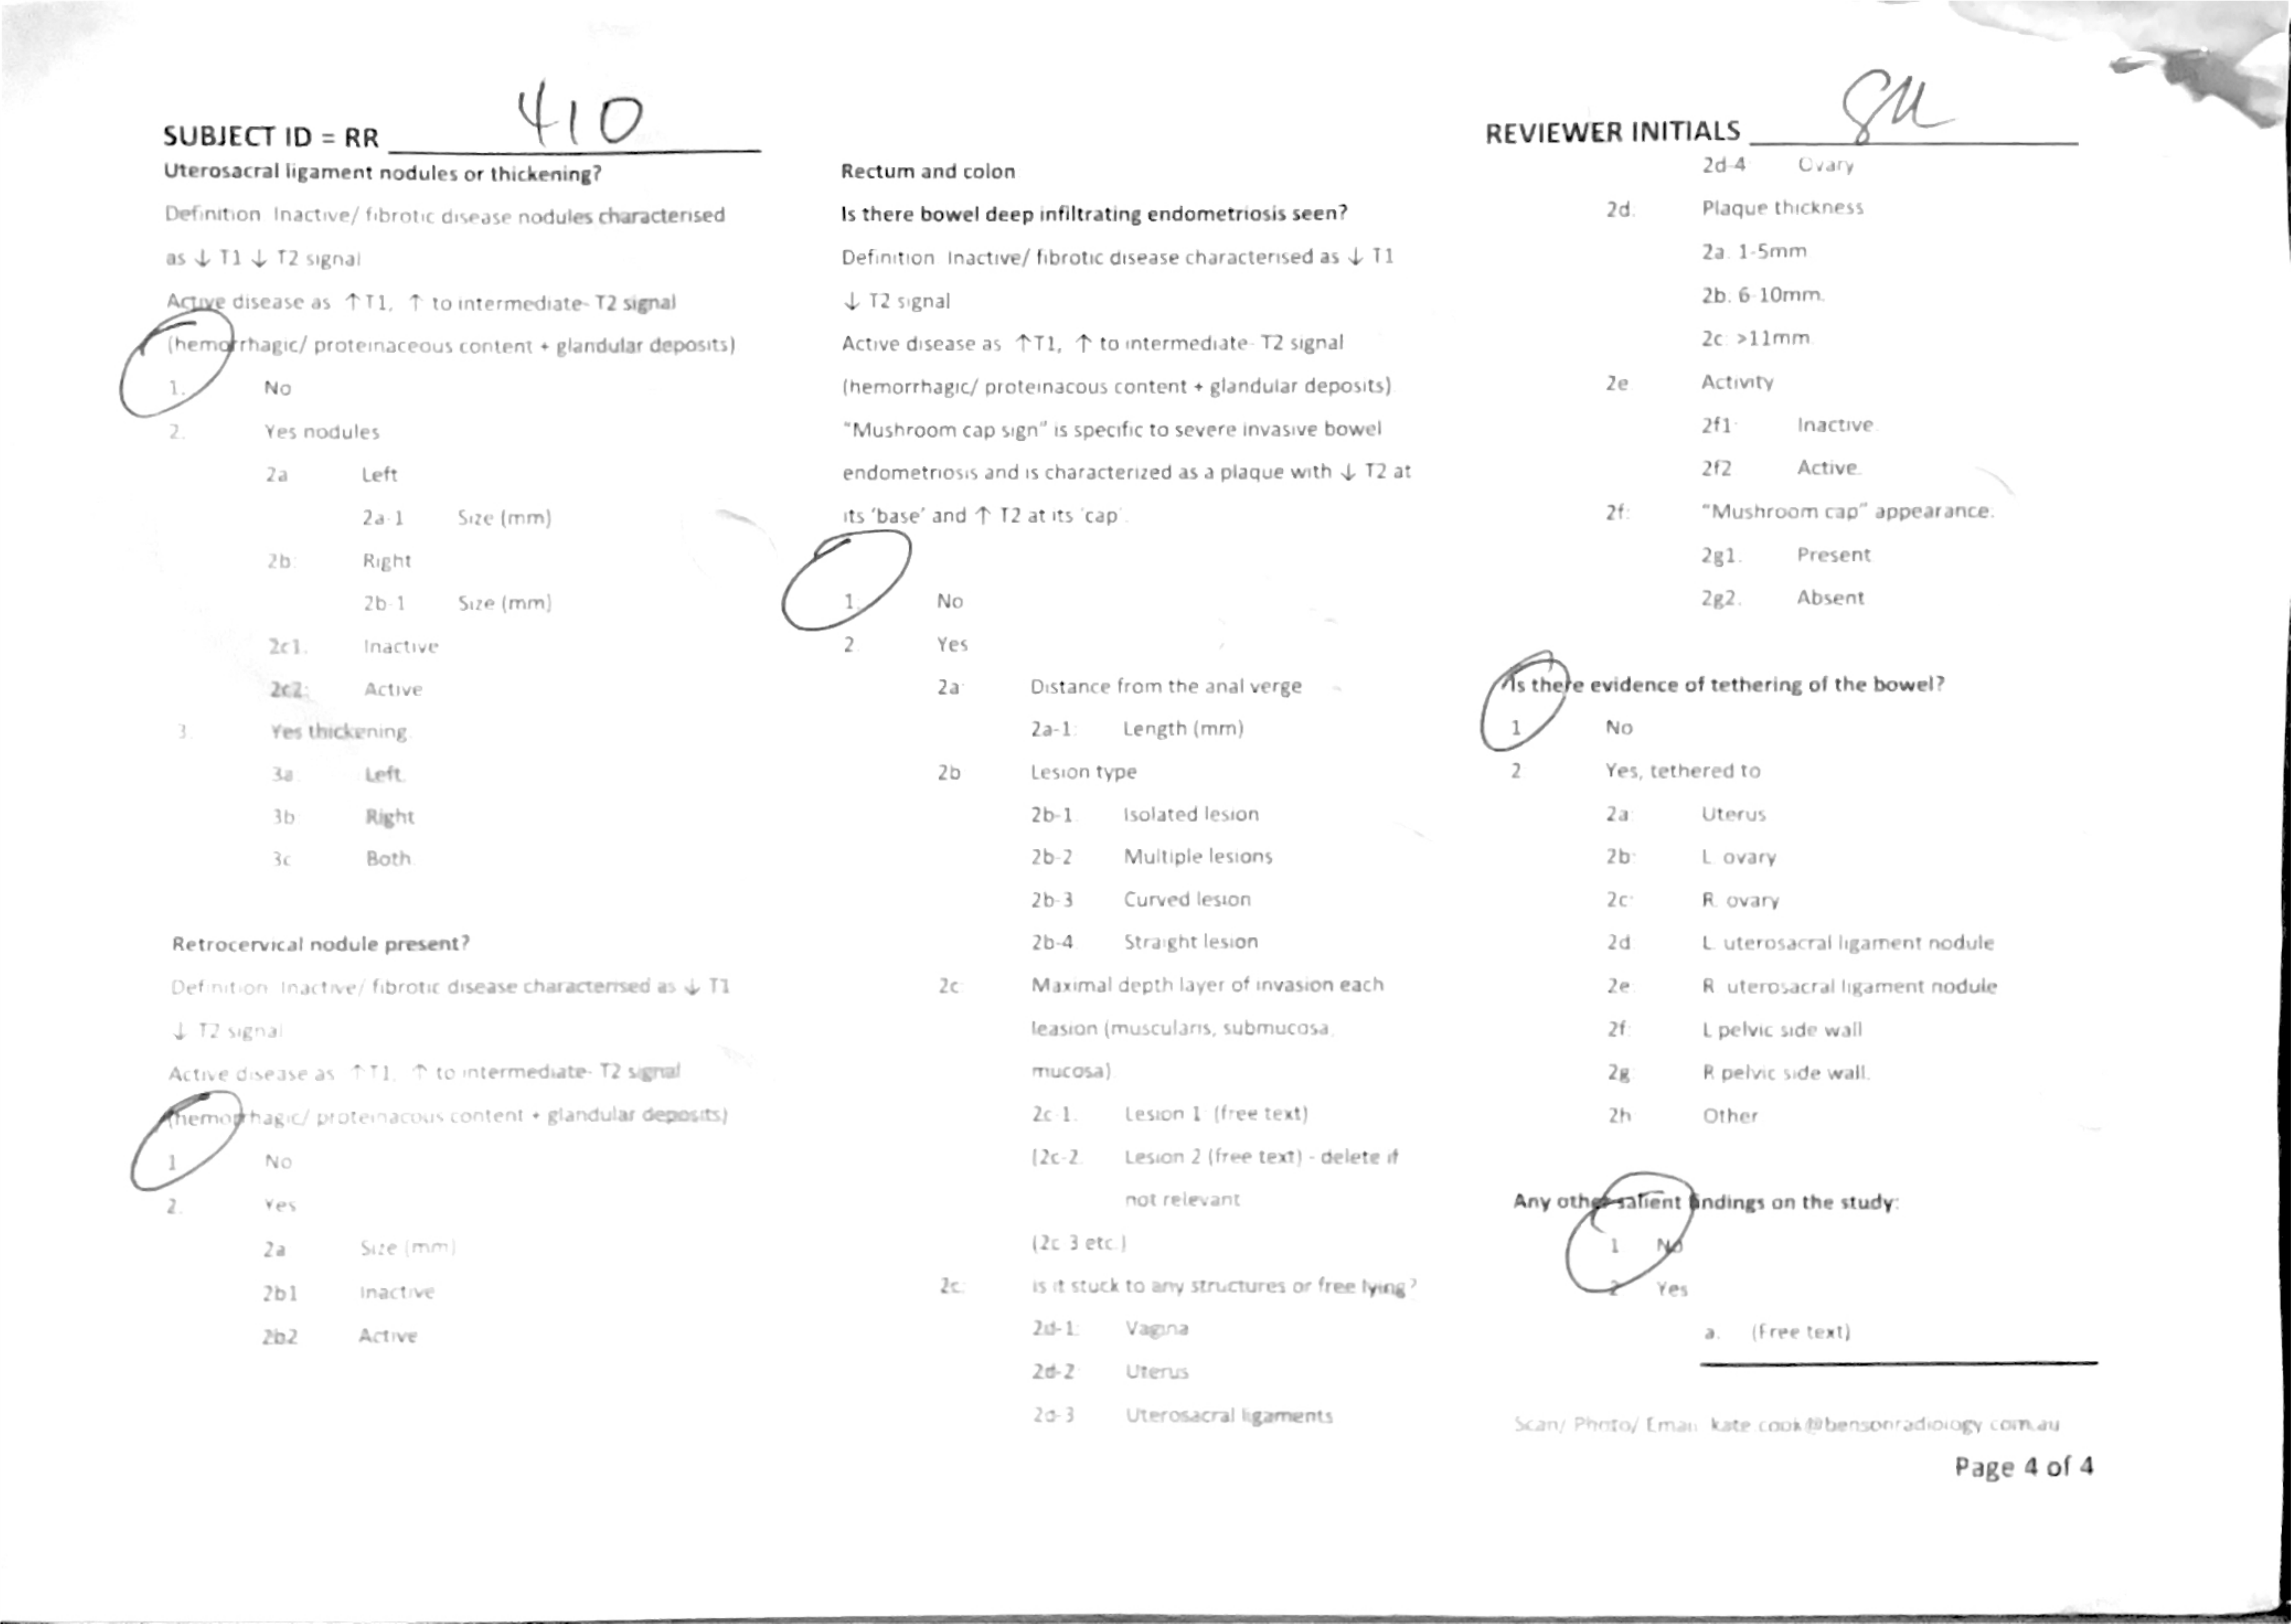 SUBJECT ID = RR 410
REVIEWER INITIALS
Uterosacral ligament nodules or thickening?
Definition Inactive/ fibrotic disease nodules characterised
as ↓ T1 ↓ T2 signal
Active disease as ↑T1, ↑ to intermediate- T2 signal
(hemorrhagic/ proteinaceous content + glandular deposits)
1. No
2. Yes nodules
2a Left
2a-1 Size (mm)
2b: Right
2b-1 Size (mm)
2c1. Inactive
2c2: Active
3. Yes thickening.
3a: Left.
3b: Right
3c Both.
Retrocervical nodule present?
Definition Inactive/ fibrotic disease characterised as ↓ T1
↓ T2 signal
Active disease as ↑T1, ↑ to intermediate- T2 signal
(hemorrhagic/ proteinacous content + glandular deposits)
1 No
2. Yes
2a Size (mm)
2b1 Inactive
2b2 Active
Rectum and colon
Is there bowel deep infiltrating endometriosis seen?
Definition Inactive/ fibrotic disease characterised as ↓ T1
↓ T2 signal
Active disease as ↑T1, ↑ to intermediate- T2 signal
(hemorrhagic/ proteinacous content + glandular deposits)
"Mushroom cap sign" is specific to severe invasive bowel
endometriosis and is characterized as a plaque with ↓ T2 at
its 'base' and ↑ T2 at its 'cap'.
1. No
2 Yes
2a: Distance from the anal verge
2a-1: Length (mm)
2b Lesion type
2b-1 Isolated lesion
2b-2 Multiple lesions
2b-3 Curved lesion
2b-4 Straight lesion
2c: Maximal depth layer of invasion each
leasion (muscularis, submucosa,
mucosa).
2c-1. Lesion 1: (free text)
(2c-2. Lesion 2 (free text) - delete if
not relevant
(2c-3 etc.)
2c: is it stuck to any structures or free lying?
2d-1: Vagina
2d-2 Uterus
2d-3 Uterosacral ligaments
2d-4 Ovary
2d. Plaque thickness
2a. 1-5mm
2b. 6-10mm.
2c: >11mm.
2e Activity
2f1: Inactive.
2f2 Active.
2f: "Mushroom cap" appearance.
2g1. Present
2g2. Absent
Is there evidence of tethering of the bowel?
1 No
2 Yes, tethered to
2a: Uterus
2b: L. ovary
2c: R. ovary
2d L. uterosacral ligament nodule
2e R. uterosacral ligament nodule
2f: L pelvic side wall
2g R pelvic side wall.
2h Other
Any other salient findings on the study:
1 No
2 Yes
a. (Free text)
Scan/ Photo/ Email kate.cook@bensonradiology.com.au
Page 4 of 4